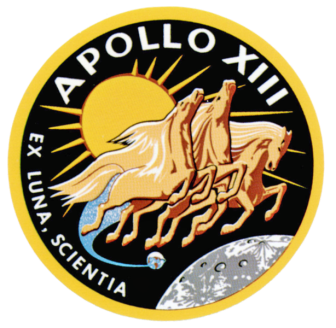 APOLLO XIII
EX LUNA, SCIENTIA